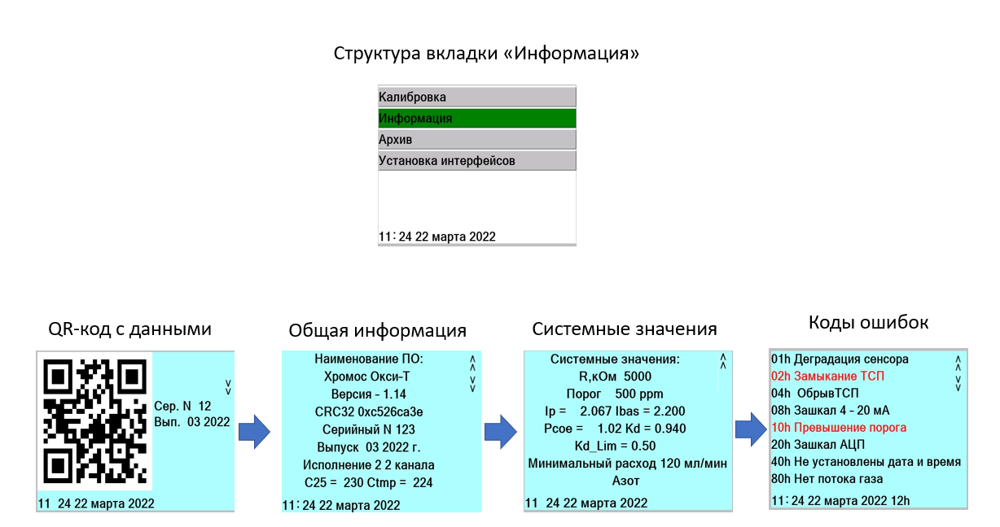 Структура вкладки «Информация»
Калибровка
Информация
Архив
Установка интерфейсов
11: 24 22 марта 2022
QR-код с данными
Сер. N 12
Вып. 03 2022
11 24 22 марта 2022
Общая информация
Наименование ПО:
Хромос Окси-Т
Версия - 1.14
CRC32 0xc526ca3e
Серийный N 123
Выпуск 03 2022 г.
Исполнение 2 2 канала
C25 = 230 Ctmp = 224
11: 24 22 марта 2022
Системные значения
Системные значения:
R,кОм 5000
Порог 500 ppm
Ip = 2.067 Ibas = 2.200
Pcoe = 1.02 Kd = 0.940
Kd_Lim = 0.50
Минимальный расход 120 мл/мин
Азот
11 24 22 марта 2022
Коды ошибок
01h Деградация сенсора
02h Замыкание ТСП
04h ОбрывТСП
08h Зашкал 4 - 20 мА
10h Превышение порога
20h Зашкал АЦП
40h Не установлены дата и время
80h Нет потока газа
11: 24 22 марта 2022 12h